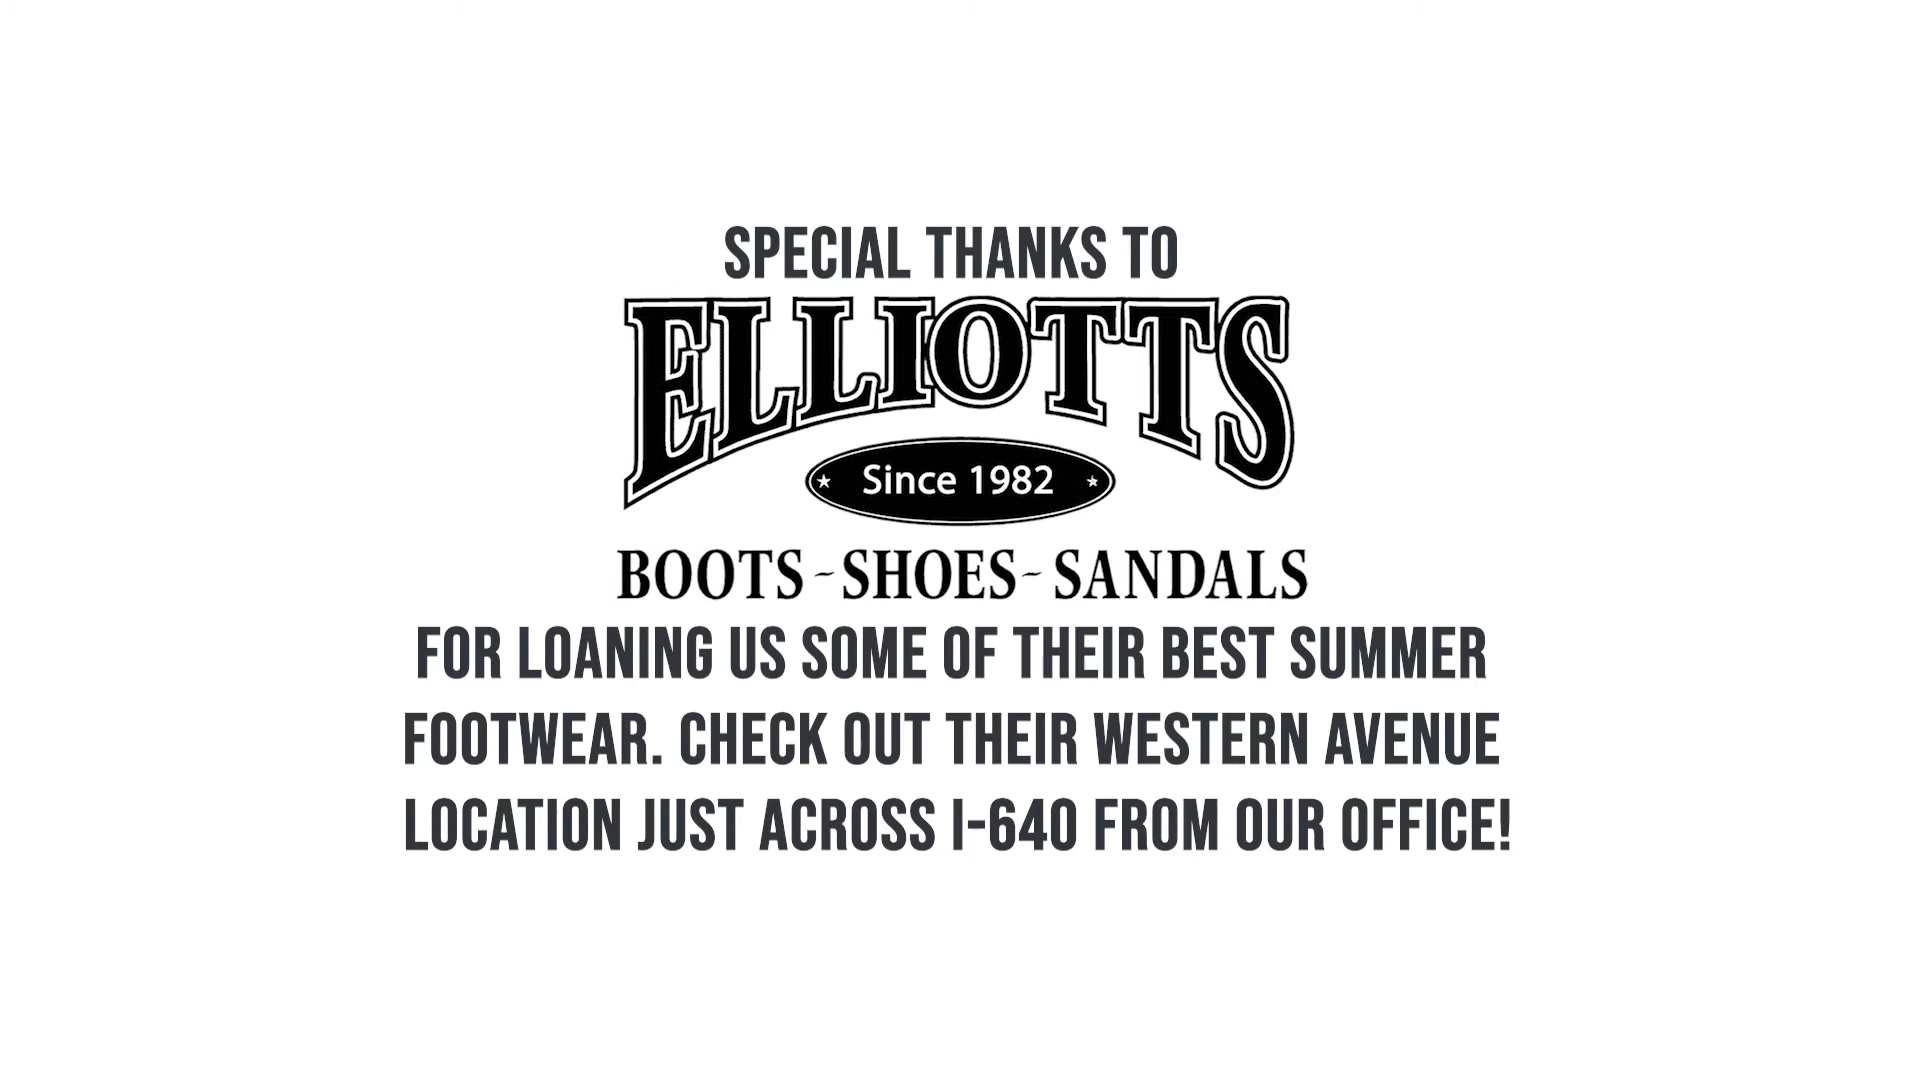 SPECIAL THANKS TO
ELLIOTTS
Since 1982
BOOTS ~ SHOES ~ SANDALS
FOR LOANING US SOME OF THEIR BEST SUMMER
FOOTWEAR. CHECK OUT THEIR WESTERN AVENUE
LOCATION JUST ACROSS I-640 FROM OUR OFFICE!